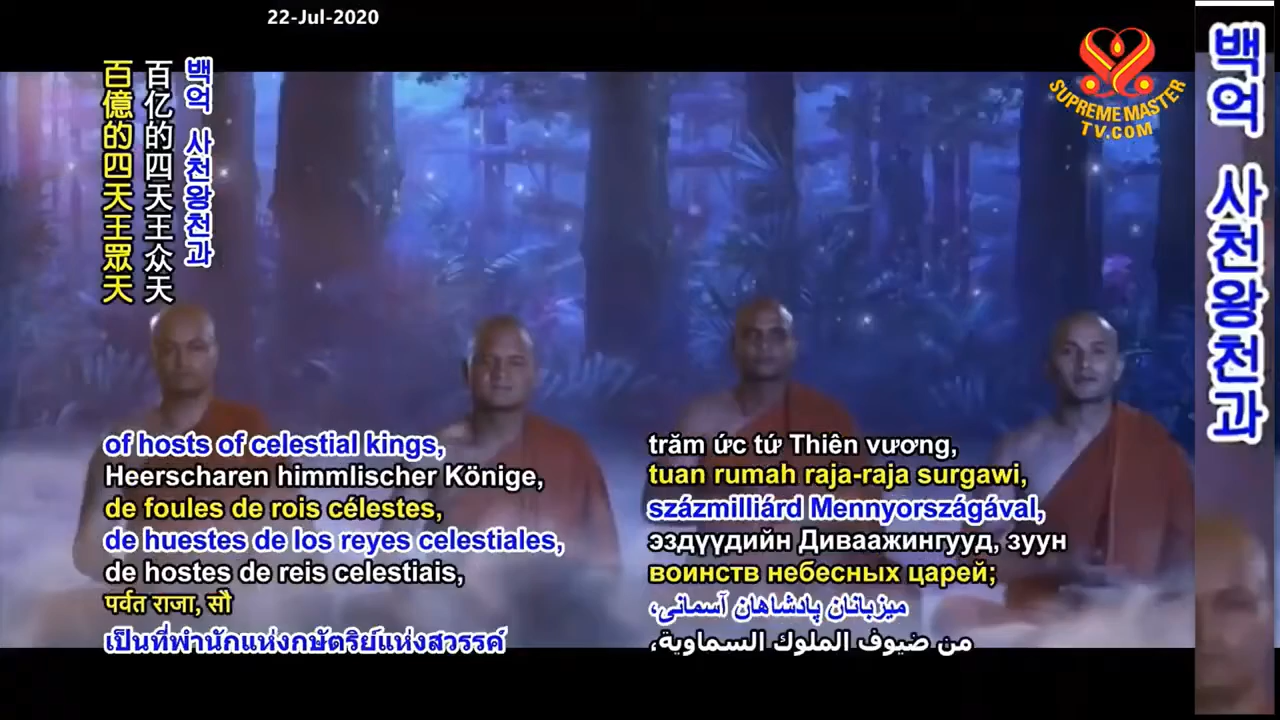 22-Jul-2020
SUPREME MASTER
TV.COM
백억 사천왕천과
百亿的四天王众天
百億的四天王眾天
of hosts of celestial kings,
Heerscharen himmlischer Könige,
de foules de rois célestes,
de huestes de los reyes celestiales,
de hostes de reis celestiais,
पर्वत राजा, सौ
เป็นที่พำนักแห่งกษัตริย์แห่งสวรรค์
trăm ức tứ Thiên vương,
tuan rumah raja-raja surgawi,
százmilliárd Mennyországával,
эздүүдийн Диваажингууд, зуун
воинств небесных царей;
میزبانان پادشاهان آسمانی،
من ضيوف الملوك السماوية،
백억 사천왕천과